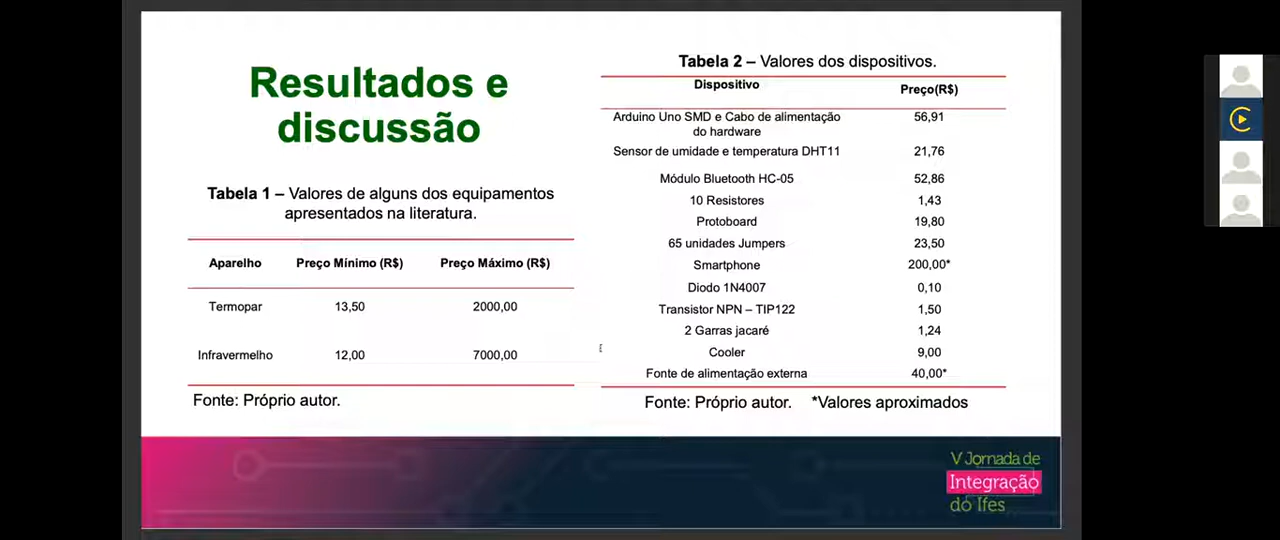 Resultados e
discussão
Tabela 1 – Valores de alguns dos equipamentos
apresentados na literatura.
Aparelho Preço Mínimo (R$) Preço Máximo (R$)
Termopar 13,50 2000,00
Infravermelho 12,00 7000,00
Fonte: Próprio autor.
Tabela 2 – Valores dos dispositivos.
Dispositivo Preço(R$)
Arduino Uno SMD e Cabo de alimentação 56,91
do hardware
Sensor de umidade e temperatura DHT11 21,76
Módulo Bluetooth HC-05 52,86
10 Resistores 1,43
Protoboard 19,80
65 unidades Jumpers 23,50
Smartphone 200,00*
Diodo 1N4007 0,10
Transistor NPN – TIP122 1,50
2 Garras jacaré 1,24
Cooler 9,00
Fonte de alimentação externa 40,00*
Fonte: Próprio autor. *Valores aproximados
V Jornada de
Integração
do Ifes